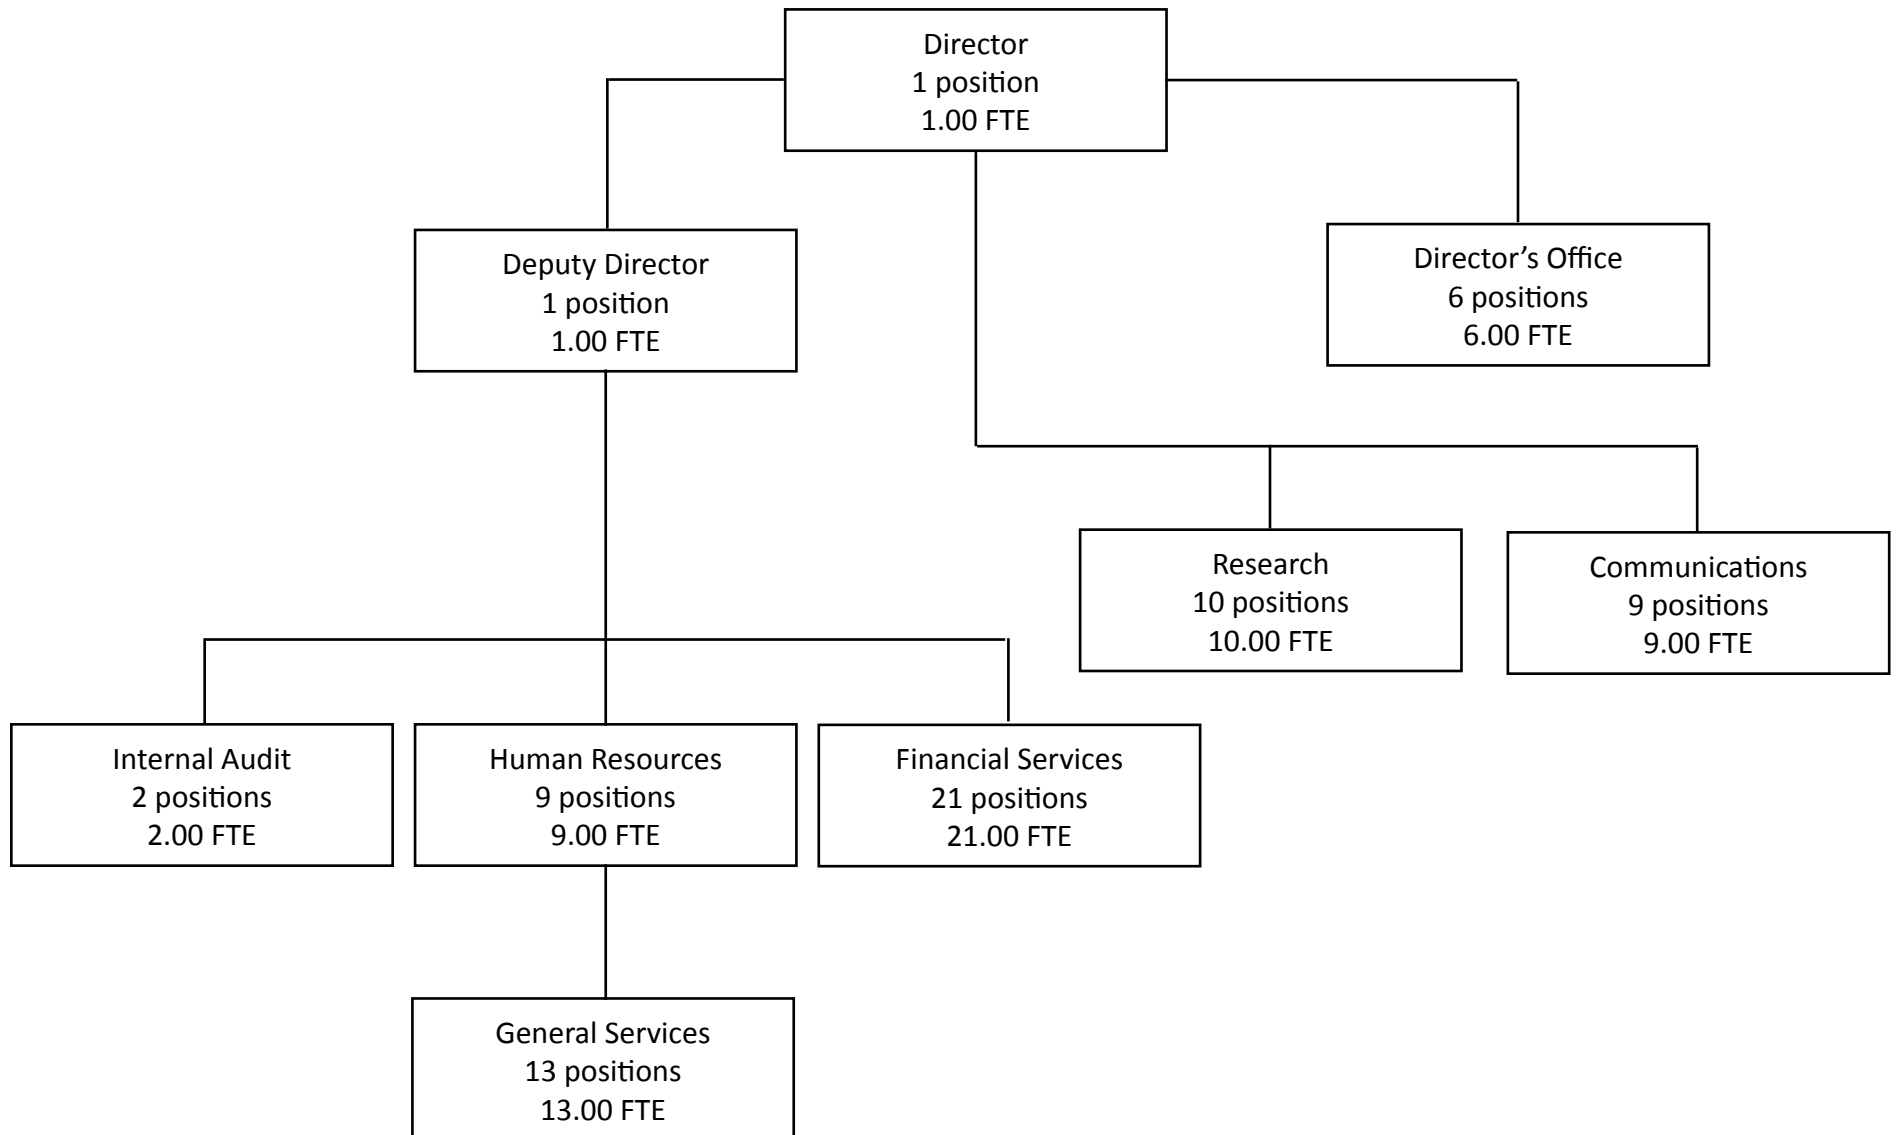 Director
1 position
1.00 FTE
Deputy Director
1 position
1.00 FTE
Director’s Office
6 positions
6.00 FTE
Research
10 positions
10.00 FTE
Communications
9 positions
9.00 FTE
Internal Audit
2 positions
2.00 FTE
Human Resources
9 positions
9.00 FTE
Financial Services
21 positions
21.00 FTE
General Services
13 positions
13.00 FTE